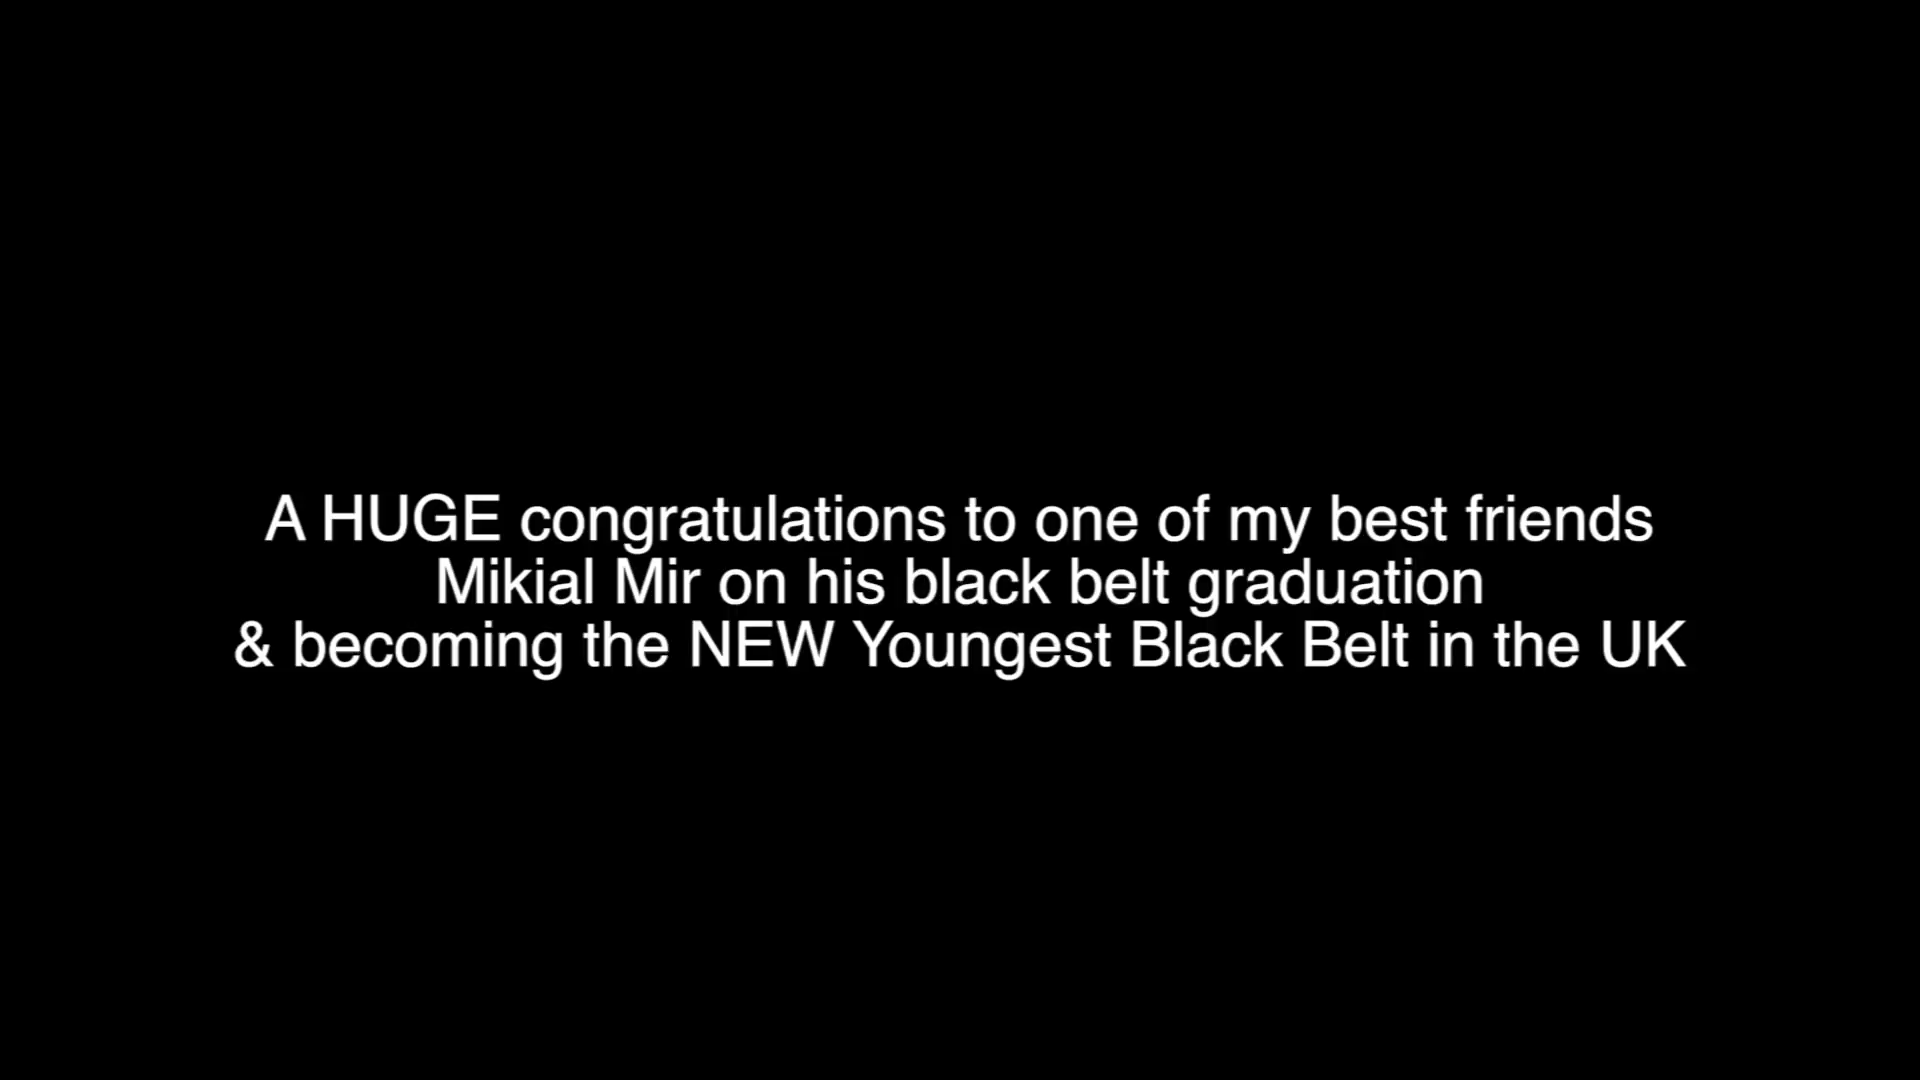 A HUGE congratulations to one of my best friends
Mikial Mir on his black belt graduation
& becoming the NEW Youngest Black Belt in the UK